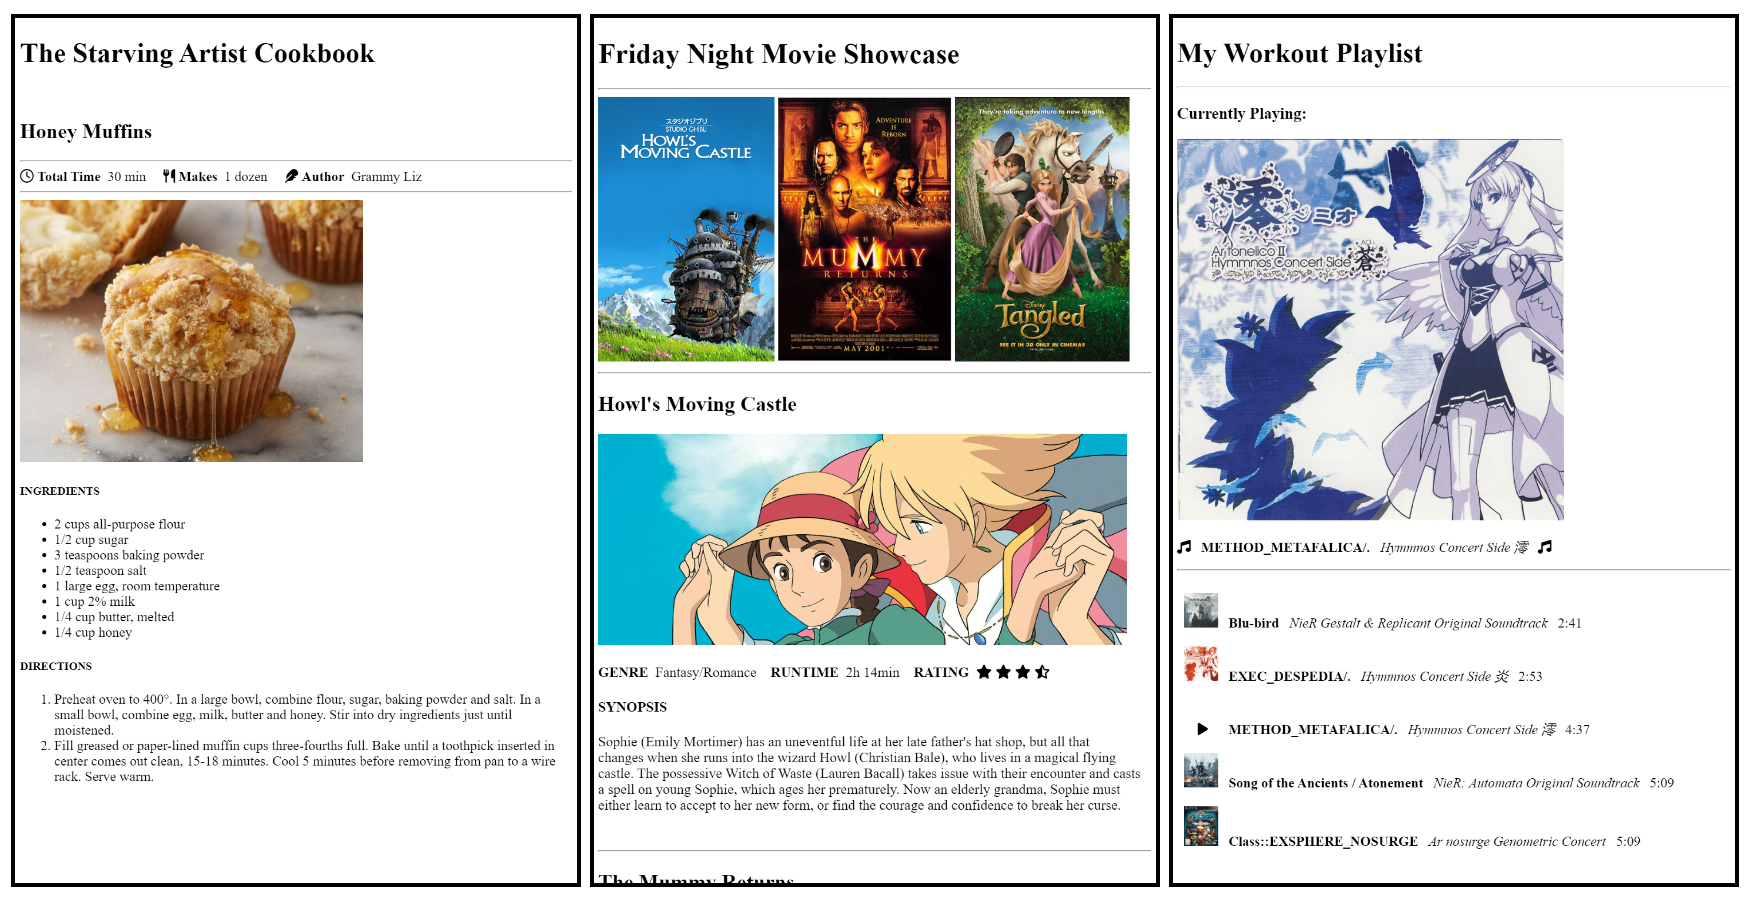 The Starving Artist Cookbook
Honey Muffins
Total Time 30 min Makes 1 dozen Author Grammy Liz
INGREDIENTS
2 cups all-purpose flour
1/2 cup sugar
3 teaspoons baking powder
1/2 teaspoon salt
1 large egg, room temperature
1 cup 2% milk
1/4 cup butter, melted
1/4 cup honey
DIRECTIONS
1. Preheat oven to 400°. In a large bowl, combine flour, sugar, baking powder and salt. In a
small bowl, combine egg, milk, butter and honey. Stir into dry ingredients just until
moistened.
2. Fill greased or paper-lined muffin cups three-fourths full. Bake until a toothpick inserted in
center comes out clean, 15-18 minutes. Cool 5 minutes before removing from pan to a wire
rack. Serve warm.
Friday Night Movie Showcase
スタジオジブリ
STUDIO GHIBLI
HOWL'S
MOVING CASTLE
ADVENTURE
IS
REBORN
THE
MUMMY
RETURNS
MAY 2001
They're taking adventure to new lengths.
Disney
Tangled
SEE IT IN 3D ONLY IN CINEMAS
Howl's Moving Castle
GENRE Fantasy/Romance RUNTIME 2h 14min RATING
SYNOPSIS
Sophie (Emily Mortimer) has an uneventful life at her late father's hat shop, but all that
changes when she runs into the wizard Howl (Christian Bale), who lives in a magical flying
castle. The possessive Witch of Waste (Lauren Bacall) takes issue with their encounter and casts
a spell on young Sophie, which ages her prematurely. Now an elderly grandma, Sophie must
either learn to accept to her new form, or find the courage and confidence to break her curse.
The Mummy Returns
My Workout Playlist
Currently Playing:
澪 ~ミオ
Ar tonelico II
Hymmnos Concert Side 蒼
AO
METHOD_METAFALICA/. Hymmnos Concert Side 澪
Blu-bird NieR Gestalt & Replicant Original Soundtrack 2:41
EXEC_DESPEDIA/. Hymmnos Concert Side 炎 2:53
METHOD_METAFALICA/. Hymmnos Concert Side 澪 4:37
Song of the Ancients / Atonement NieR: Automata Original Soundtrack 5:09
Class::EXSPHERE_NOSURGE Ar nosurge Genometric Concert 5:09